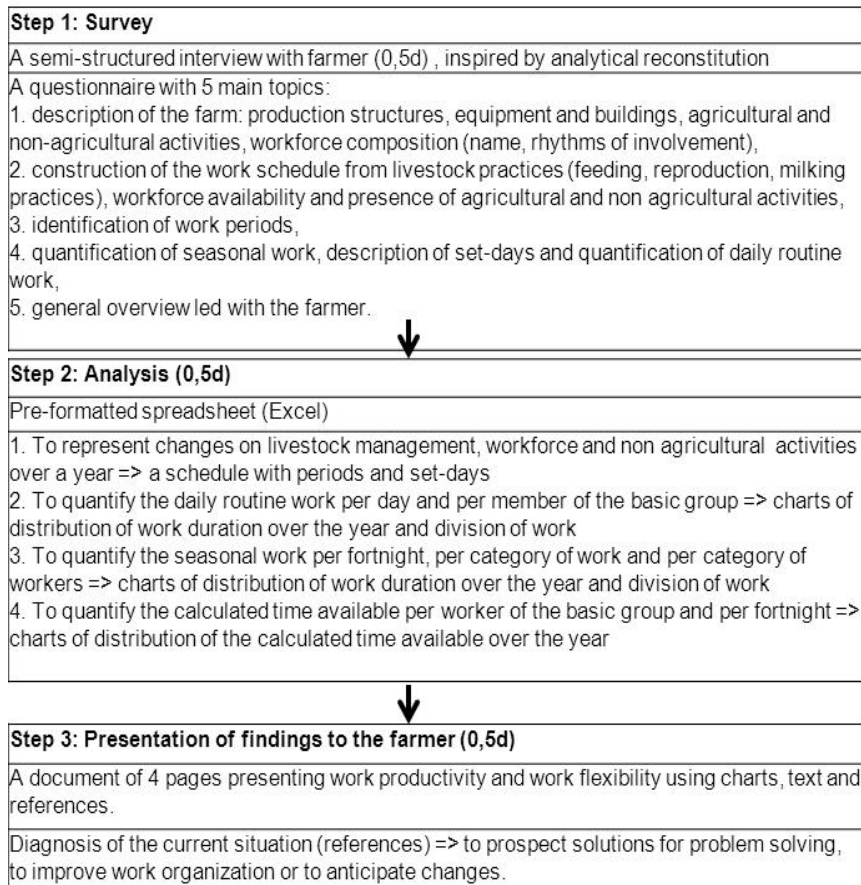 Step 1: Survey
A semi-structured interview with farmer (0,5d) , inspired by analytical reconstitution
A questionnaire with 5 main topics:
1. description of the farm: production structures, equipment and buildings, agricultural and
non-agricultural activities, workforce composition (name, rhythms of involvement),
2. construction of the work schedule from livestock practices (feeding, reproduction, milking
practices), workforce availability and presence of agricultural and non agricultural activities,
3. identification of work periods,
4. quantification of seasonal work, description of set-days and quantification of daily routine
work,
5. general overview led with the farmer.
Step 2: Analysis (0,5d)
Pre-formatted spreadsheet (Excel)
1. To represent changes on livestock management, workforce and non agricultural activities
over a year => a schedule with periods and set-days
2. To quantify the daily routine work per day and per member of the basic group => charts of
distribution of work duration over the year and division of work
3. To quantify the seasonal work per fortnight, per category of work and per category of
workers => charts of distribution of work duration over the year and division of work
4. To quantify the calculated time available per worker of the basic group and per fortnight =>
charts of distribution of the calculated time available over the year
Step 3: Presentation of findings to the farmer (0,5d)
A document of 4 pages presenting work productivity and work flexibility using charts, text and
references.
Diagnosis of the current situation (references) => to prospect solutions for problem solving,
to improve work organization or to anticipate changes.